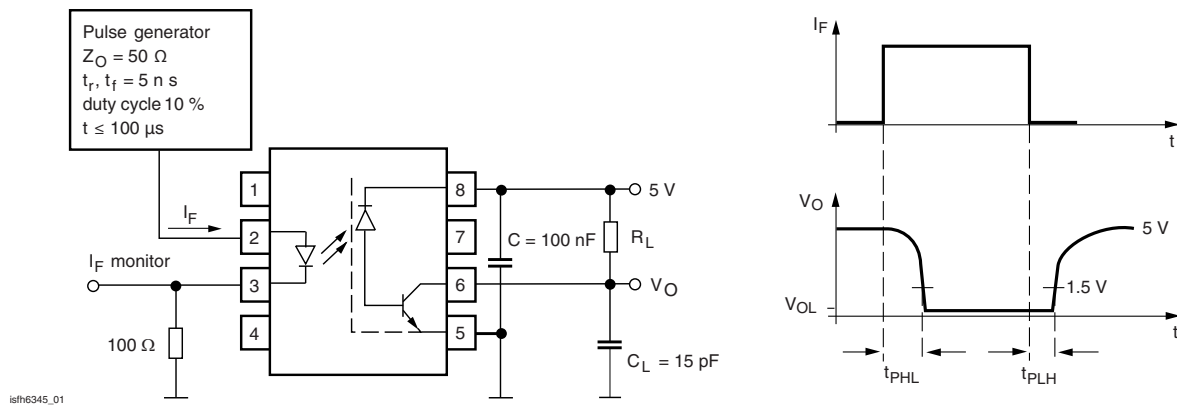 Pulse generator
Z_O = 50 Ω
t_r, t_f = 5 n s
duty cycle 10 %
t ≤ 100 µs
I_F
1
2
3
4
8
7
6
5
I_F monitor
100 Ω
5 V
C = 100 nF
R_L
V_O
C_L = 15 pF
isfh6345_01
I_F
t
V_O
5 V
1.5 V
V_OL
t
t_PHL
t_PLH